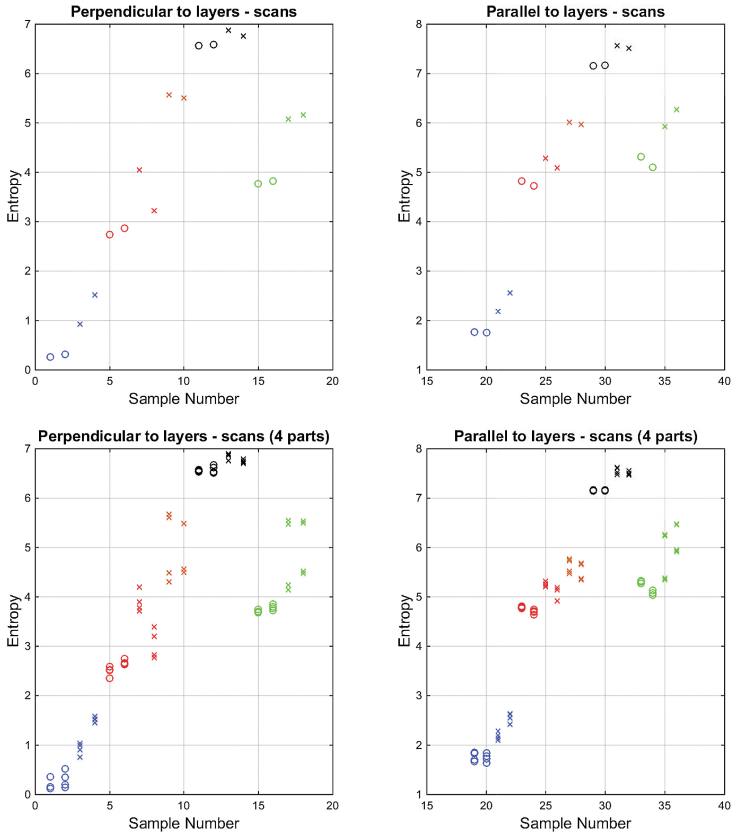 Perpendicular to layers - scans
7
6
5
4
3
2
1
0
Entropy
0 5 10 15 20
Sample Number
Parallel to layers - scans
8
7
6
5
4
3
2
1
Entropy
15 20 25 30 35 40
Sample Number
Perpendicular to layers - scans (4 parts)
7
6
5
4
3
2
1
0
Entropy
0 5 10 15 20
Sample Number
Parallel to layers - scans (4 parts)
8
7
6
5
4
3
2
1
Entropy
15 20 25 30 35 40
Sample Number